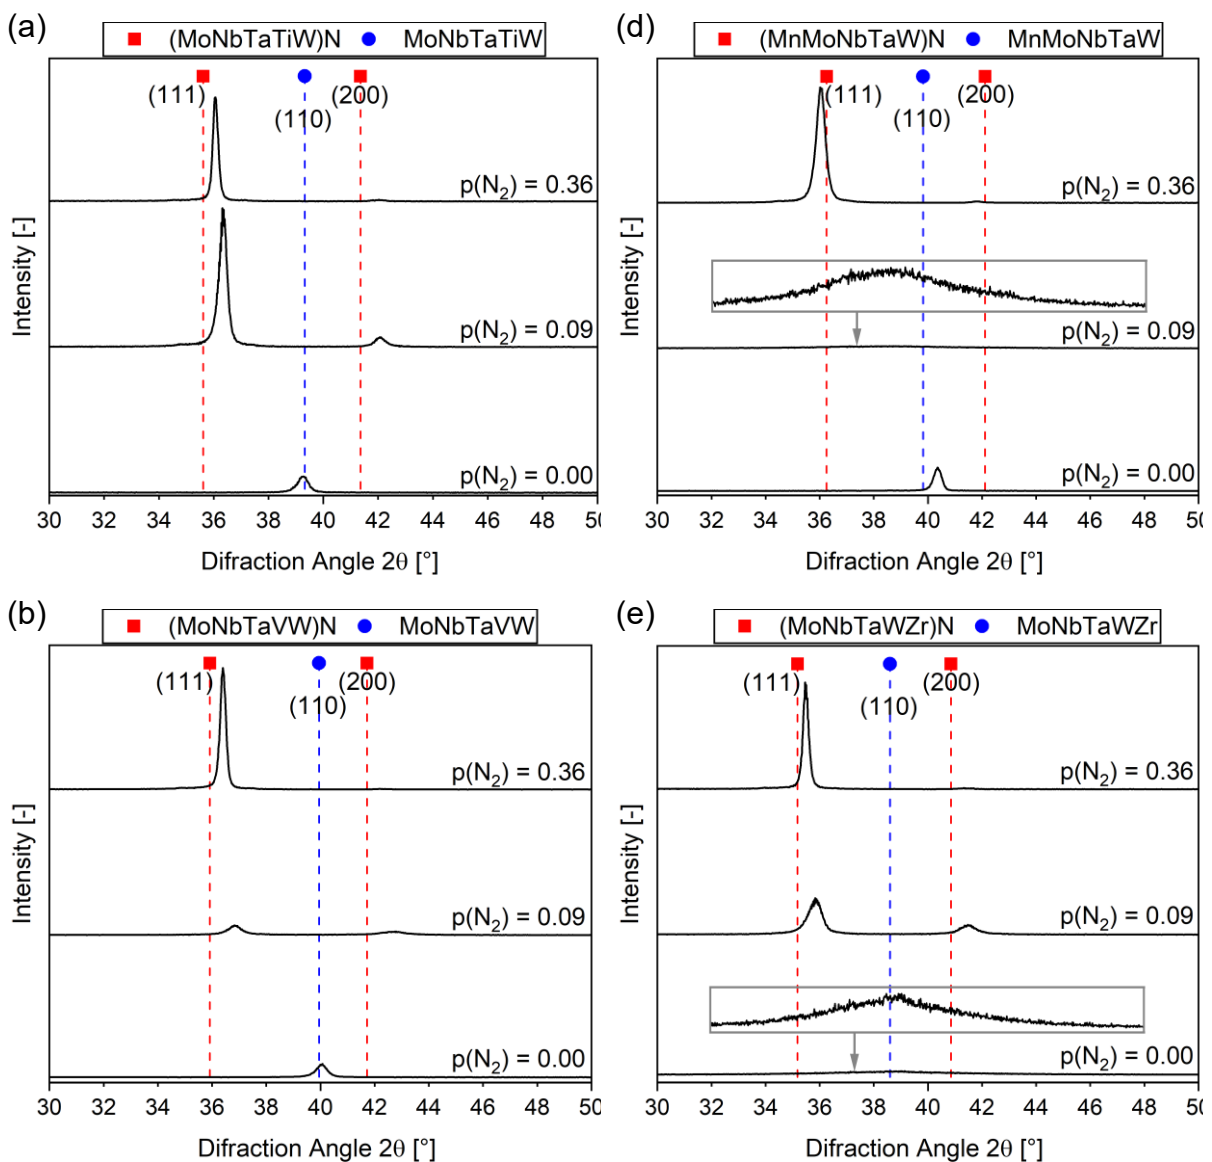 (a)
(MoNbTaTiW)N MoNbTaTiW
(111)
(110)
(200)
p(N2) = 0.36
p(N2) = 0.09
p(N2) = 0.00
Intensity [-]
30 32 34 36 38 40 42 44 46 48 50
Difraction Angle 2θ [°]
(d)
(MnMoNbTaW)N MnMoNbTaW
(111)
(110)
(200)
p(N2) = 0.36
p(N2) = 0.09
p(N2) = 0.00
Intensity [-]
30 32 34 36 38 40 42 44 46 48 50
Difraction Angle 2θ [°]
(b)
(MoNbTaVW)N MoNbTaVW
(111)
(110)
(200)
p(N2) = 0.36
p(N2) = 0.09
p(N2) = 0.00
Intensity [-]
30 32 34 36 38 40 42 44 46 48 50
Difraction Angle 2θ [°]
(e)
(MoNbTaWZr)N MoNbTaWZr
(111)
(110)
(200)
p(N2) = 0.36
p(N2) = 0.09
p(N2) = 0.00
Intensity [-]
30 32 34 36 38 40 42 44 46 48 50
Difraction Angle 2θ [°]